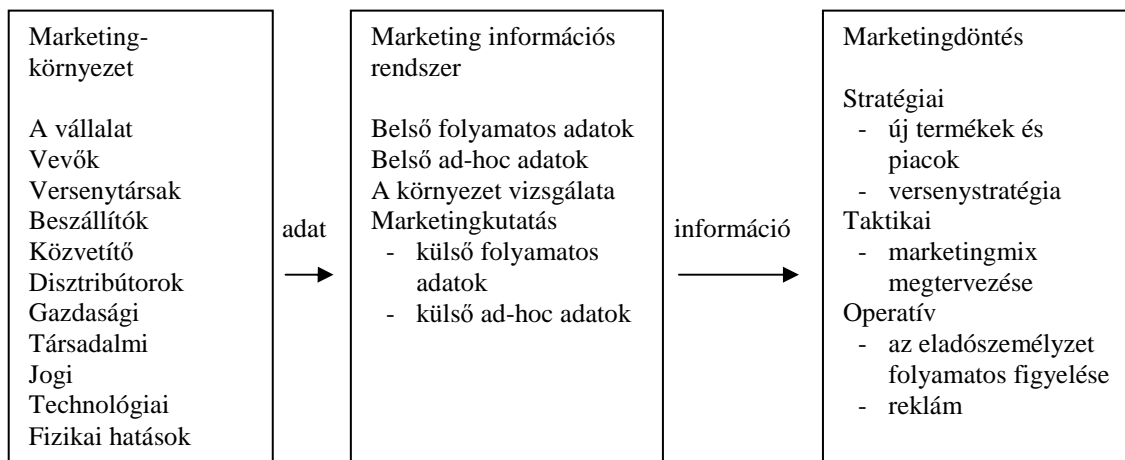 Marketing-
környezet
A vállalat
Vevők
Versenytársak
Beszállítók
Közvetítő
Disztribútorok
Gazdasági
Társadalmi
Jogi
Technológiai
Fizikai hatások
adat
Marketing információs
rendszer
Belső folyamatos adatok
Belső ad-hoc adatok
A környezet vizsgálata
Marketingkutatás
- külső folyamatos
adatok
- külső ad-hoc adatok
információ
Marketingdöntés
Stratégiai
- új termékek és
piacok
- versenystratégia
Taktikai
- marketingmix
megtervezése
Operatív
- az eladószemélyzet
folyamatos figyelése
- reklám